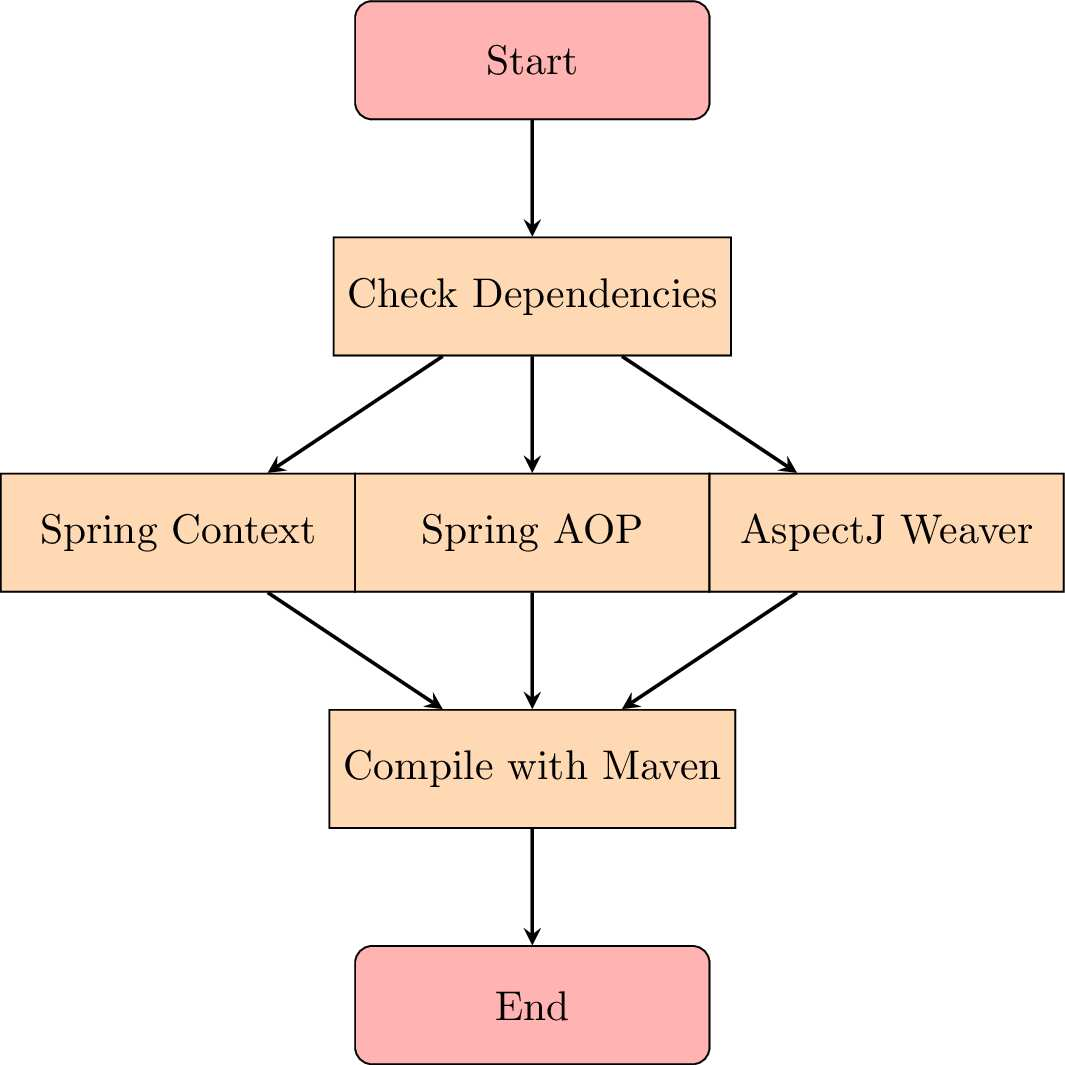 Start
Check Dependencies
Spring Context
Spring AOP
AspectJ Weaver
Compile with Maven
End